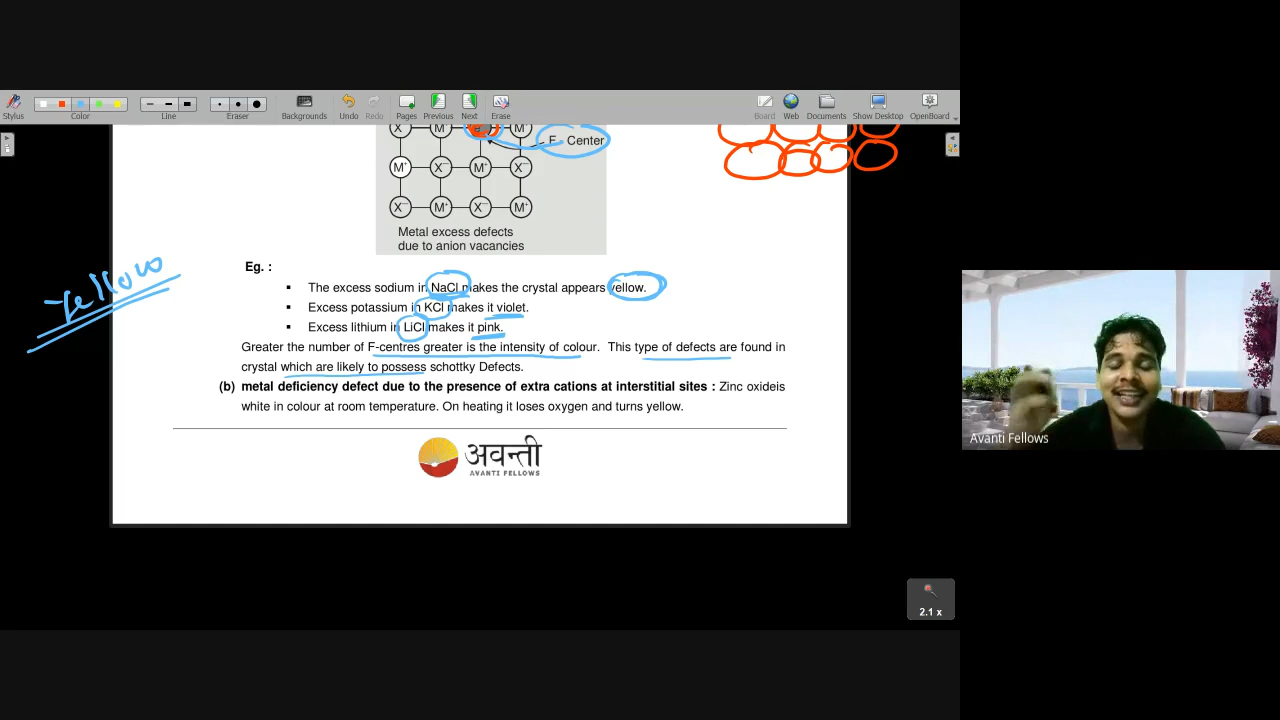 Stylus
Color
Line
Eraser
Backgrounds
Undo
Redo
Pages
Previous
Next
Erase
Board
Web
Documents
Show Desktop
OpenBoard
X⁻ M⁺ e⁻ M⁺
F - Center
M⁺ X⁻ M⁺ X⁻
X⁻ M⁺ X⁻ M⁺
Metal excess defects
due to anion vacancies
yellow
Eg. :
▪ The excess sodium in NaCl makes the crystal appears yellow.
▪ Excess potassium in KCl makes it violet.
▪ Excess lithium in LiCl makes it pink.
Greater the number of F-centres greater is the intensity of colour. This type of defects are found in
crystal which are likely to possess schottky Defects.
(b) metal deficiency defect due to the presence of extra cations at interstitial sites : Zinc oxideis
white in colour at room temperature. On heating it loses oxygen and turns yellow.
अवन्ती
AVANTI FELLOWS
Avanti Fellows
2.1 x